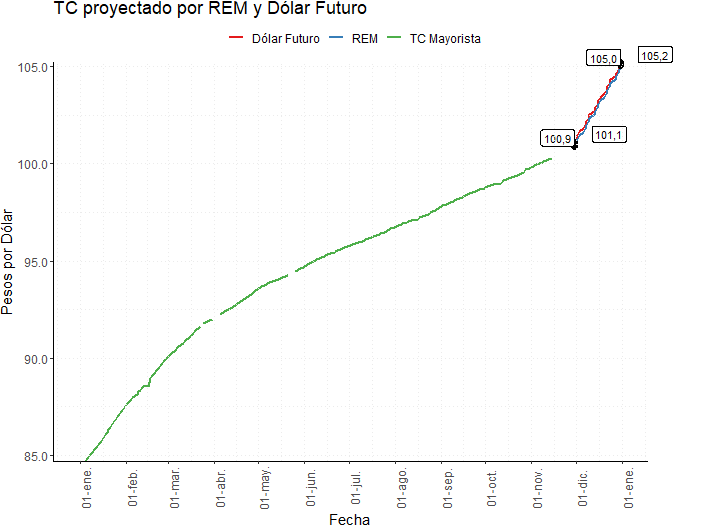 TC proyectado por REM y Dólar Futuro
Dólar Futuro REM TC Mayorista
105,0
105,2
100,9
101,1
105.0
100.0
95.0
90.0
85.0
Pesos por Dólar
01-ene. 01-feb. 01-mar. 01-abr. 01-may. 01-jun. 01-jul. 01-ago. 01-sep. 01-oct. 01-nov. 01-dic. 01-ene.
Fecha